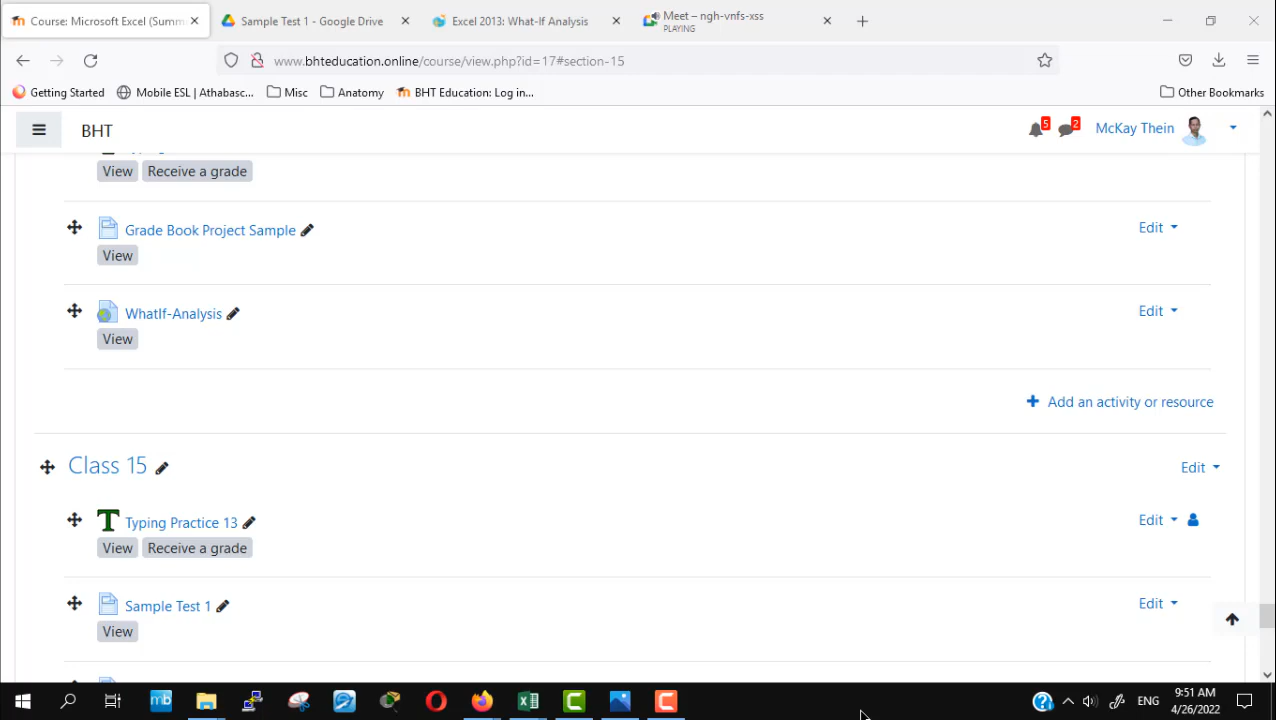 Course: Microsoft Excel (Summ
Sample Test 1 - Google Drive
Excel 2013: What-If Analysis
Meet – ngh-vnfs-xss
PLAYING
www.bhteducation.online/course/view.php?id=17#section-15
Getting Started
Mobile ESL | Athabasc...
Misc
Anatomy
BHT Education: Log in...
Other Bookmarks
BHT
5
2
McKay Thein
View
Receive a grade
Grade Book Project Sample
Edit
View
WhatIf-Analysis
Edit
View
Add an activity or resource
Class 15
Edit
T
Typing Practice 13
Edit
View
Receive a grade
Sample Test 1
Edit
View
mb
ENG
9:51 AM
4/26/2022